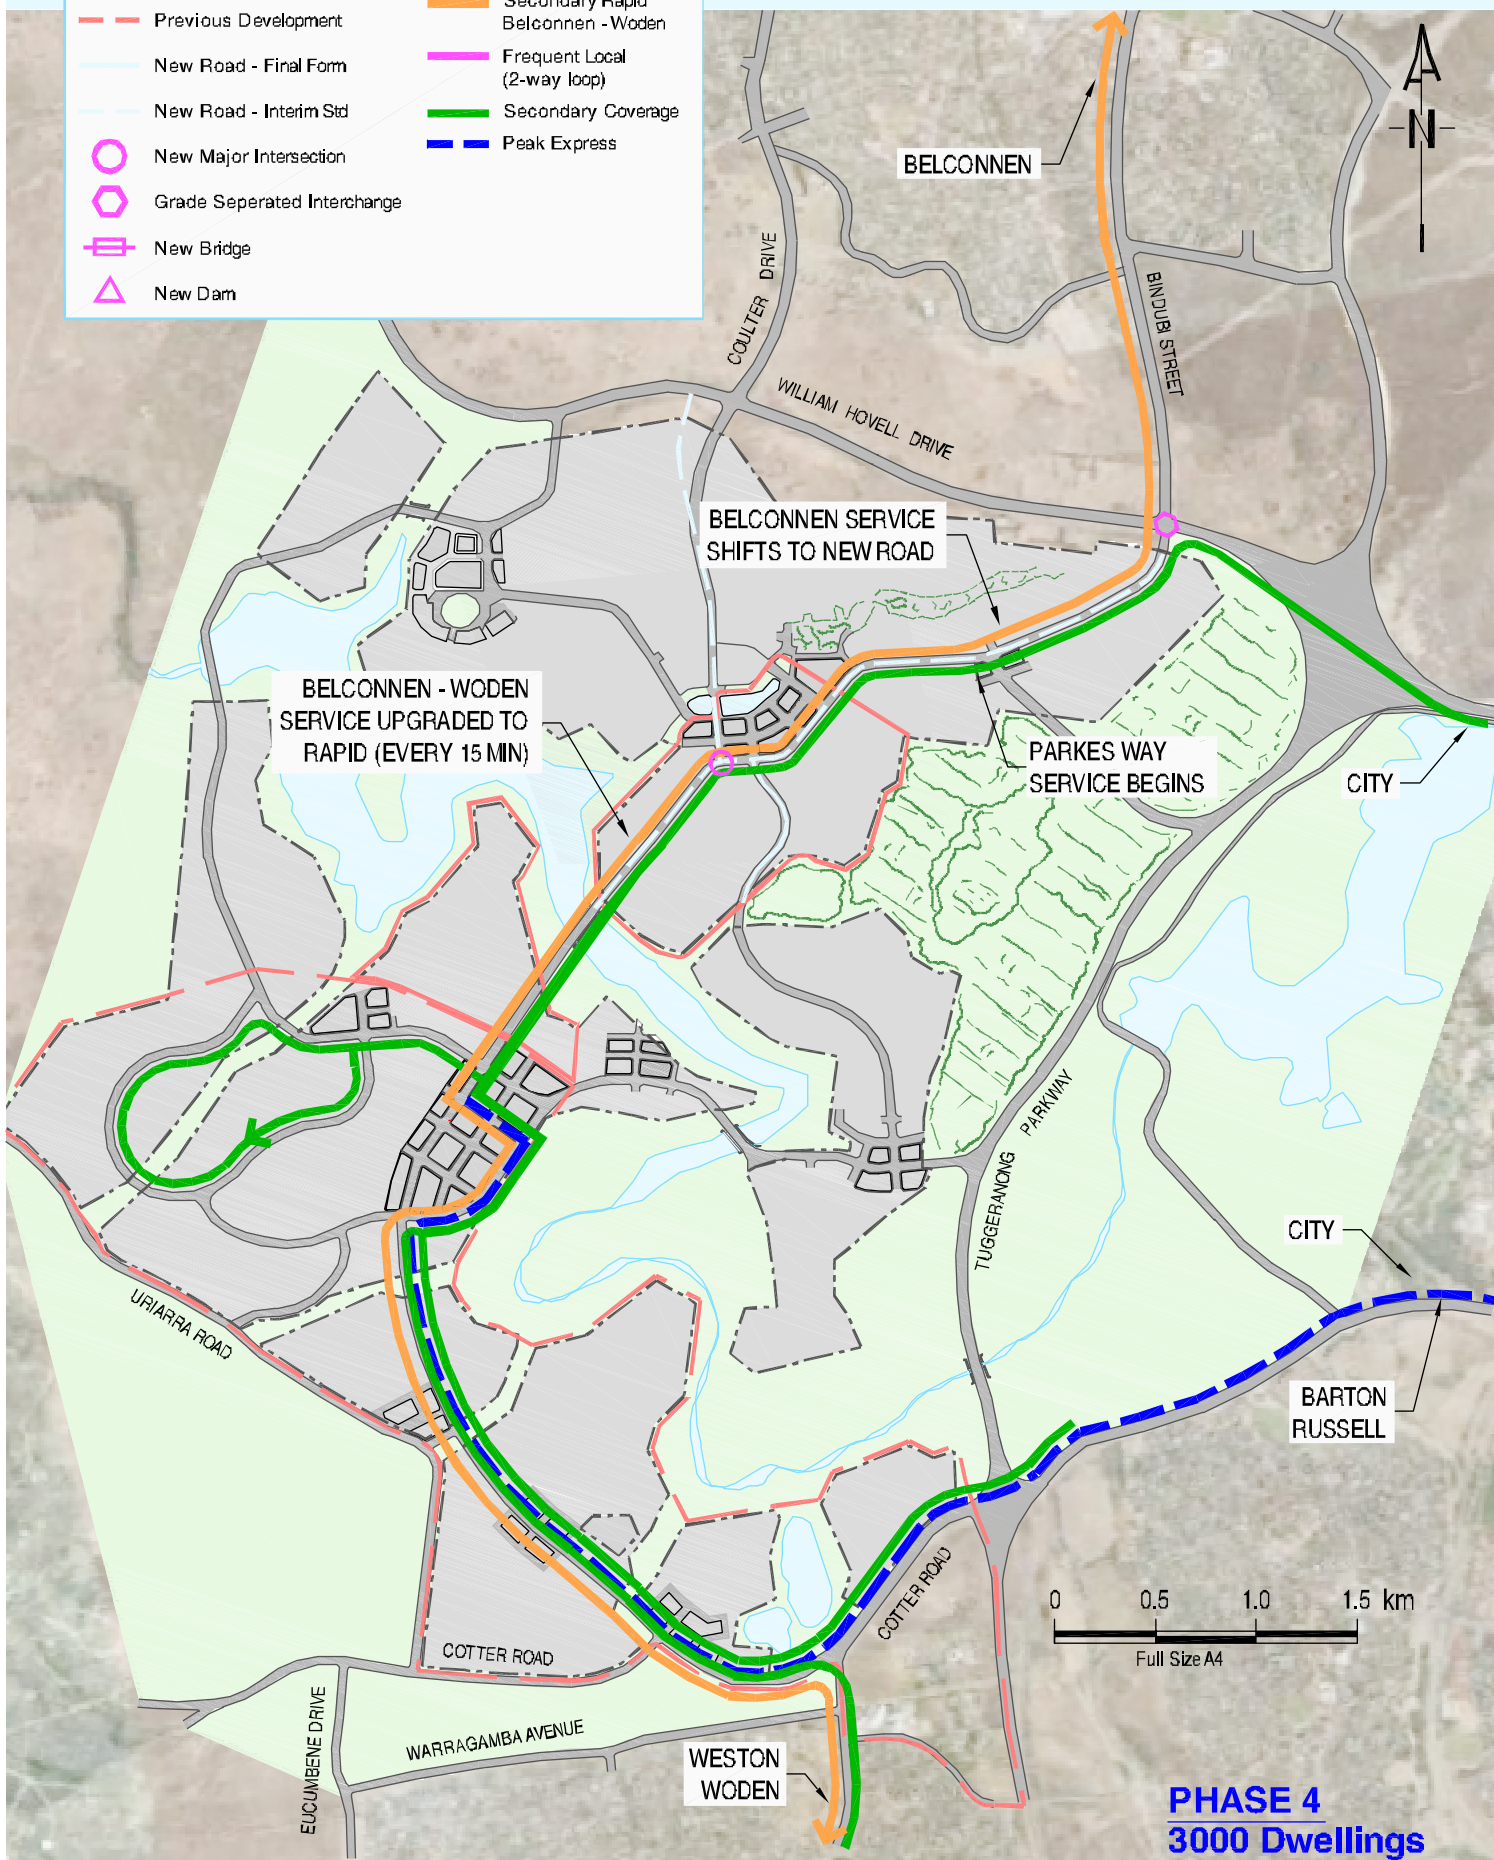 Previous Development
New Road - Final Form
New Road - Interim Std
New Major Intersection
Grade Seperated Interchange
New Bridge
New Dam
Secondary Rapid
Belconnen - Woden
Frequent Local
(2-way loop)
Secondary Coverage
Peak Express
N
BELCONNEN
COULTER DRIVE
BINDUBI STREET
WILLIAM HOVELL DRIVE
BELCONNEN SERVICE
SHIFTS TO NEW ROAD
BELCONNEN - WODEN
SERVICE UPGRADED TO
RAPID (EVERY 15 MIN)
PARKES WAY
SERVICE BEGINS
CITY
TUGGERANONG PARKWAY
CITY
URIARRA ROAD
BARTON
RUSSELL
COTTER ROAD
0 0.5 1.0 1.5 km
Full Size A4
COTTER ROAD
EUCUMBENE DRIVE
WARRAGAMBA AVENUE
WESTON
WODEN
PHASE 4
3000 Dwellings